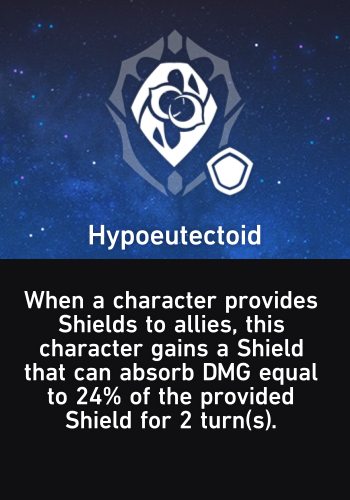 Hypoeutectoid
When a character provides
Shields to allies, this
character gains a Shield
that can absorb DMG equal
to 24% of the provided
Shield for 2 turn(s).